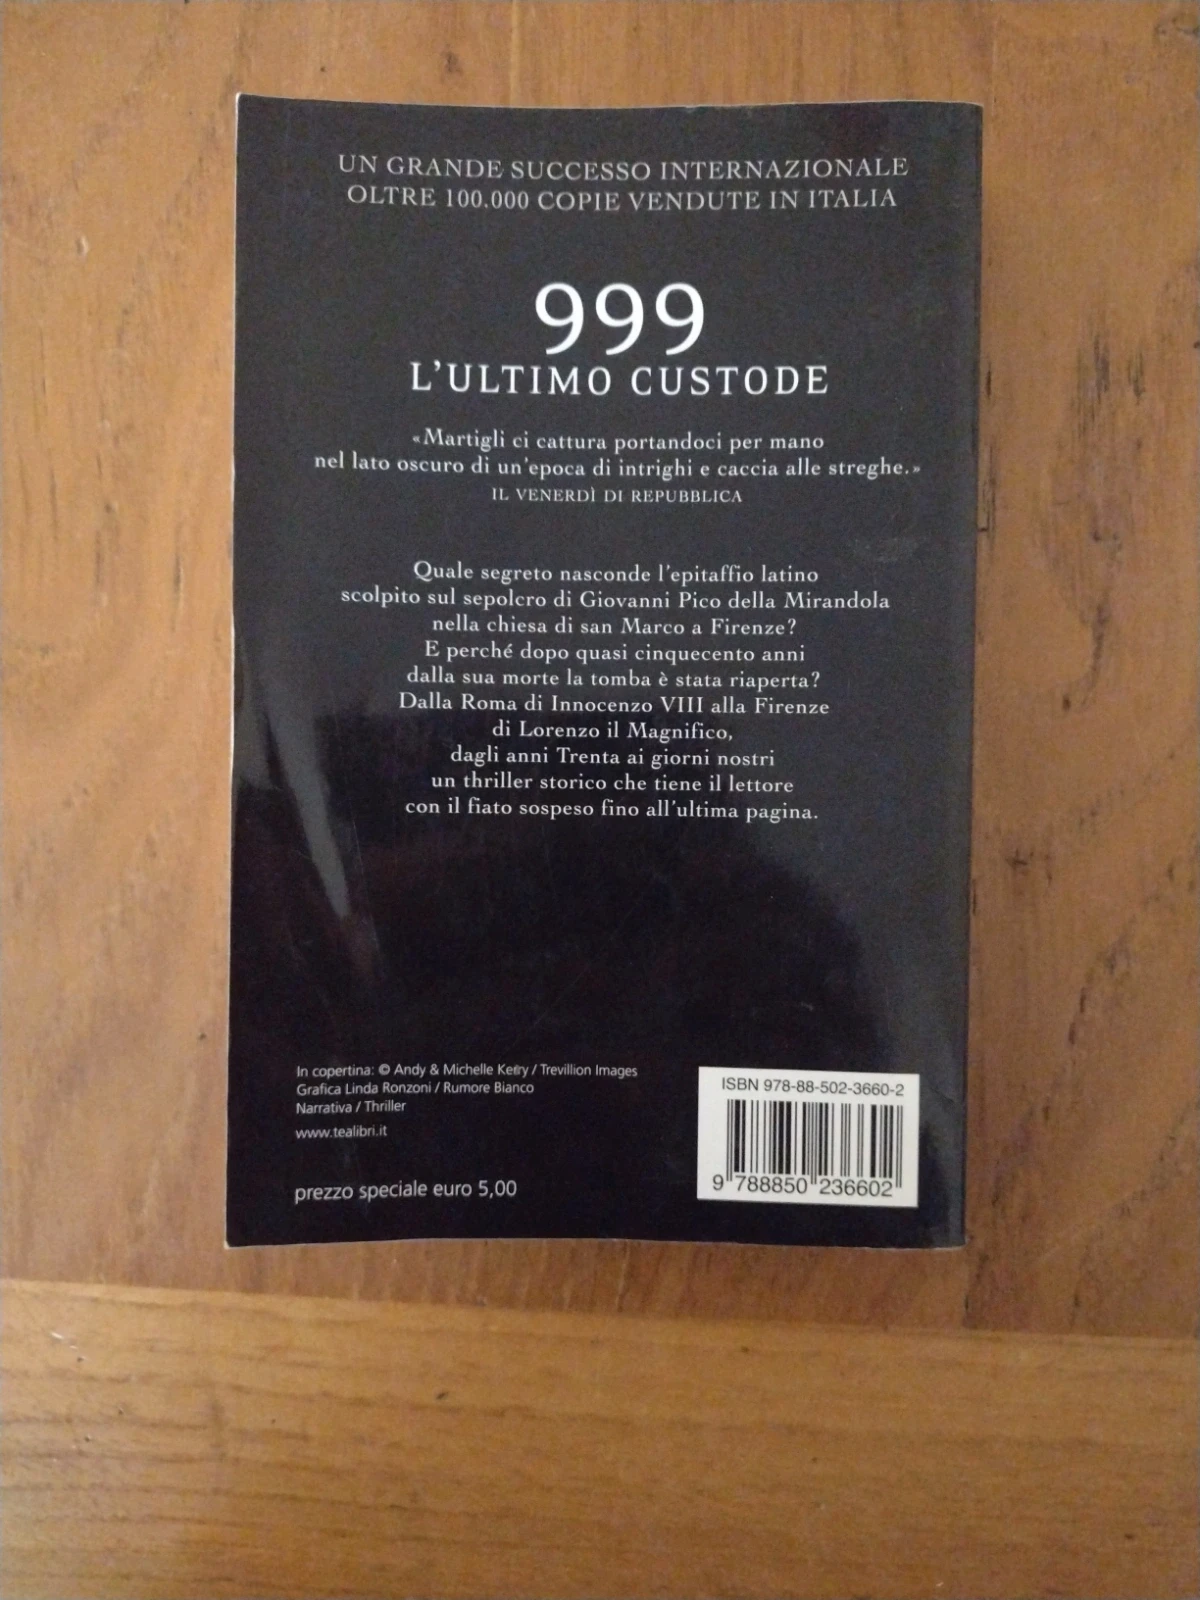 UN GRANDE SUCCESSO INTERNAZIONALE
OLTRE 100.000 COPIE VENDUTE IN ITALIA
999
L'ULTIMO CUSTODE
«Martigli ci cattura portandoci per mano
nel lato oscuro di un'epoca di intrighi e caccia alle streghe.»
IL VENERDÌ DI REPUBBLICA
Quale segreto nasconde l'epitaffio latino
scolpito sul sepolcro di Giovanni Pico della Mirandola
nella chiesa di san Marco a Firenze?
E perché dopo quasi cinquecento anni
dalla sua morte la tomba è stata riaperta?
Dalla Roma di Innocenzo VIII alla Firenze
di Lorenzo il Magnifico,
dagli anni Trenta ai giorni nostri
un thriller storico che tiene il lettore
con il fiato sospeso fino all'ultima pagina.
In copertina: © Andy & Michelle / Trevillion Images
Grafica Linda Ronzoni / Rumore Bianco
Narrativa / Thriller
www.tealibri.it
prezzo speciale euro 5,00
ISBN 978-88-502-3660-2
9 788850 236602